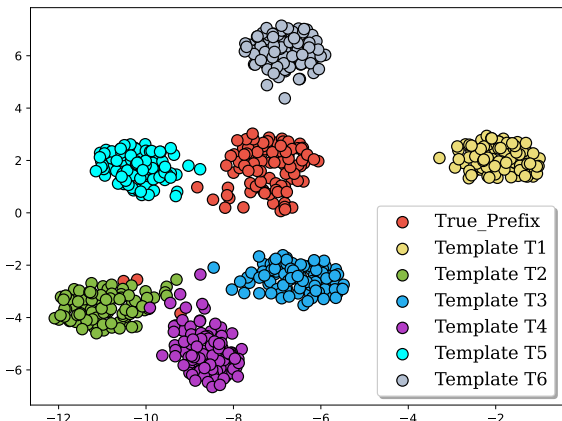 6
4
2
0
−2
−4
−6
−12
−10
−8
−6
−4
−2
True_Prefix
Template T1
Template T2
Template T3
Template T4
Template T5
Template T6